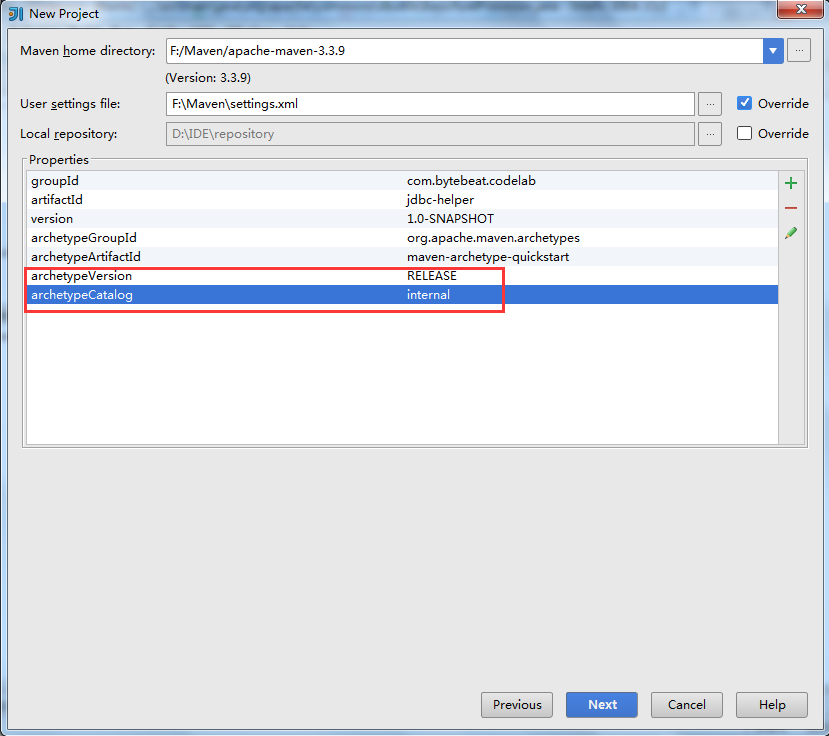 New Project
Maven home directory: F:/Maven/apache-maven-3.3.9 ...
(Version: 3.3.9)
User settings file: F:\Maven\settings.xml ... Override
Local repository: D:\IDE\repository ... Override
Properties
groupId com.bytebeat.codelab
artifactId jdbc-helper
version 1.0-SNAPSHOT
archetypeGroupId org.apache.maven.archetypes
archetypeArtifactId maven-archetype-quickstart
archetypeVersion RELEASE
archetypeCatalog internal
Previous Next Cancel Help